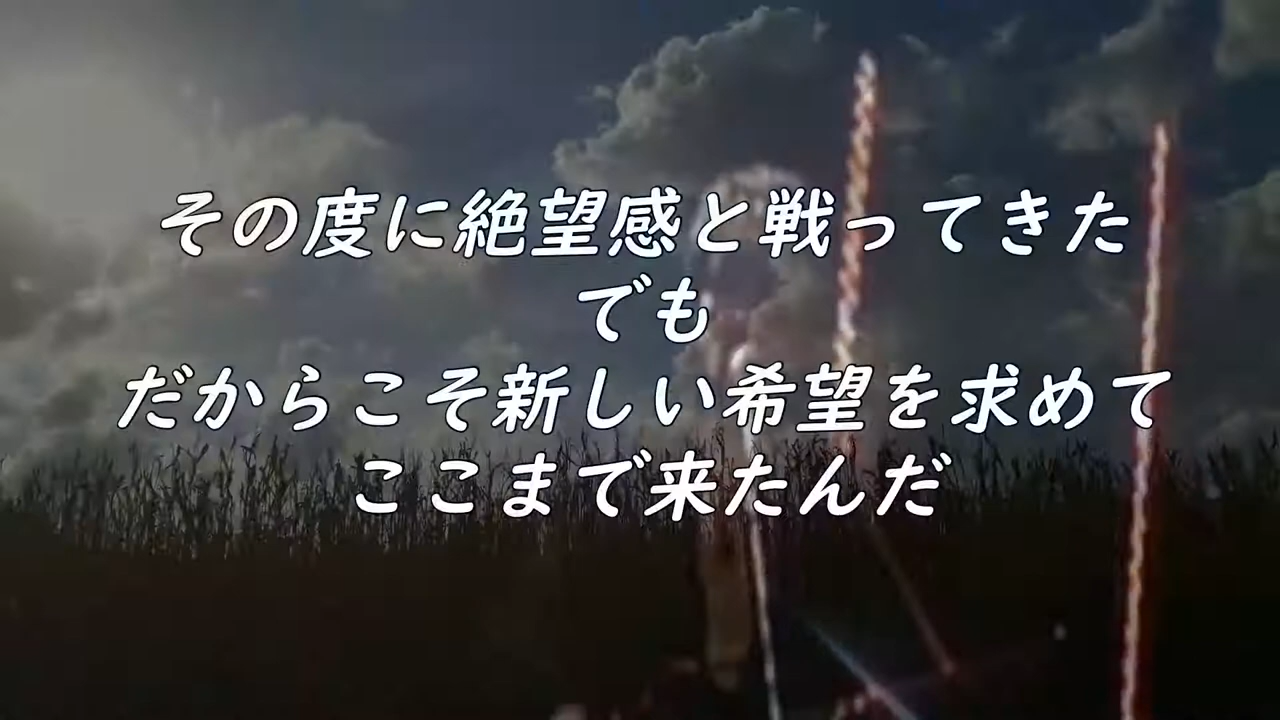 その度に絶望感と戦ってきた
でも
だからこそ新しい希望を求めて
ここまで来たんだ